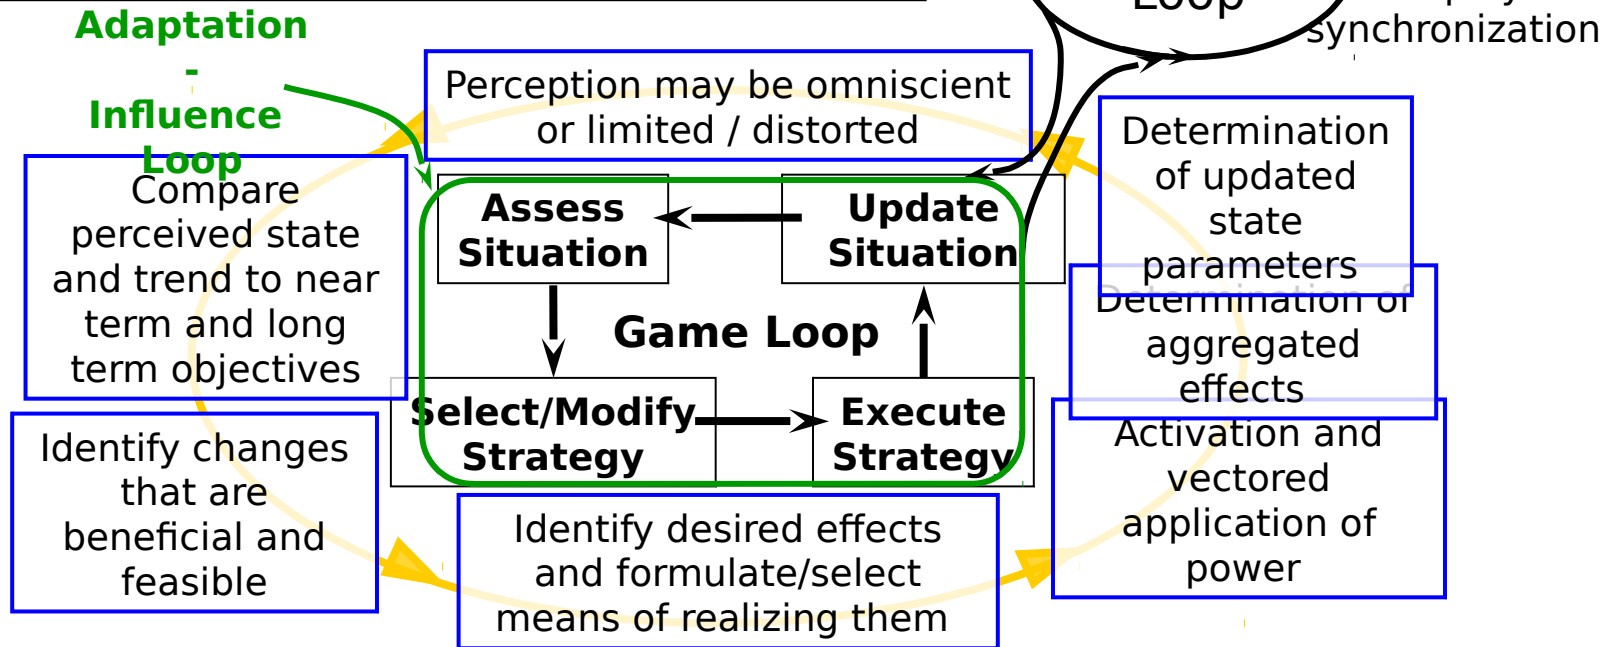 Adaptation
-
Influence
Loop
Loop
synchronization
Perception may be omniscient
or limited / distorted
Compare
perceived state
and trend to near
term and long
term objectives
Assess
Situation
Update
Situation
Determination
of updated
state
parameters
Game Loop
Determination of
aggregated
effects
Select/Modify
Strategy
Execute
Strategy
Identify changes
that are
beneficial and
feasible
Identify desired effects
and formulate/select
means of realizing them
Activation and
vectored
application of
power